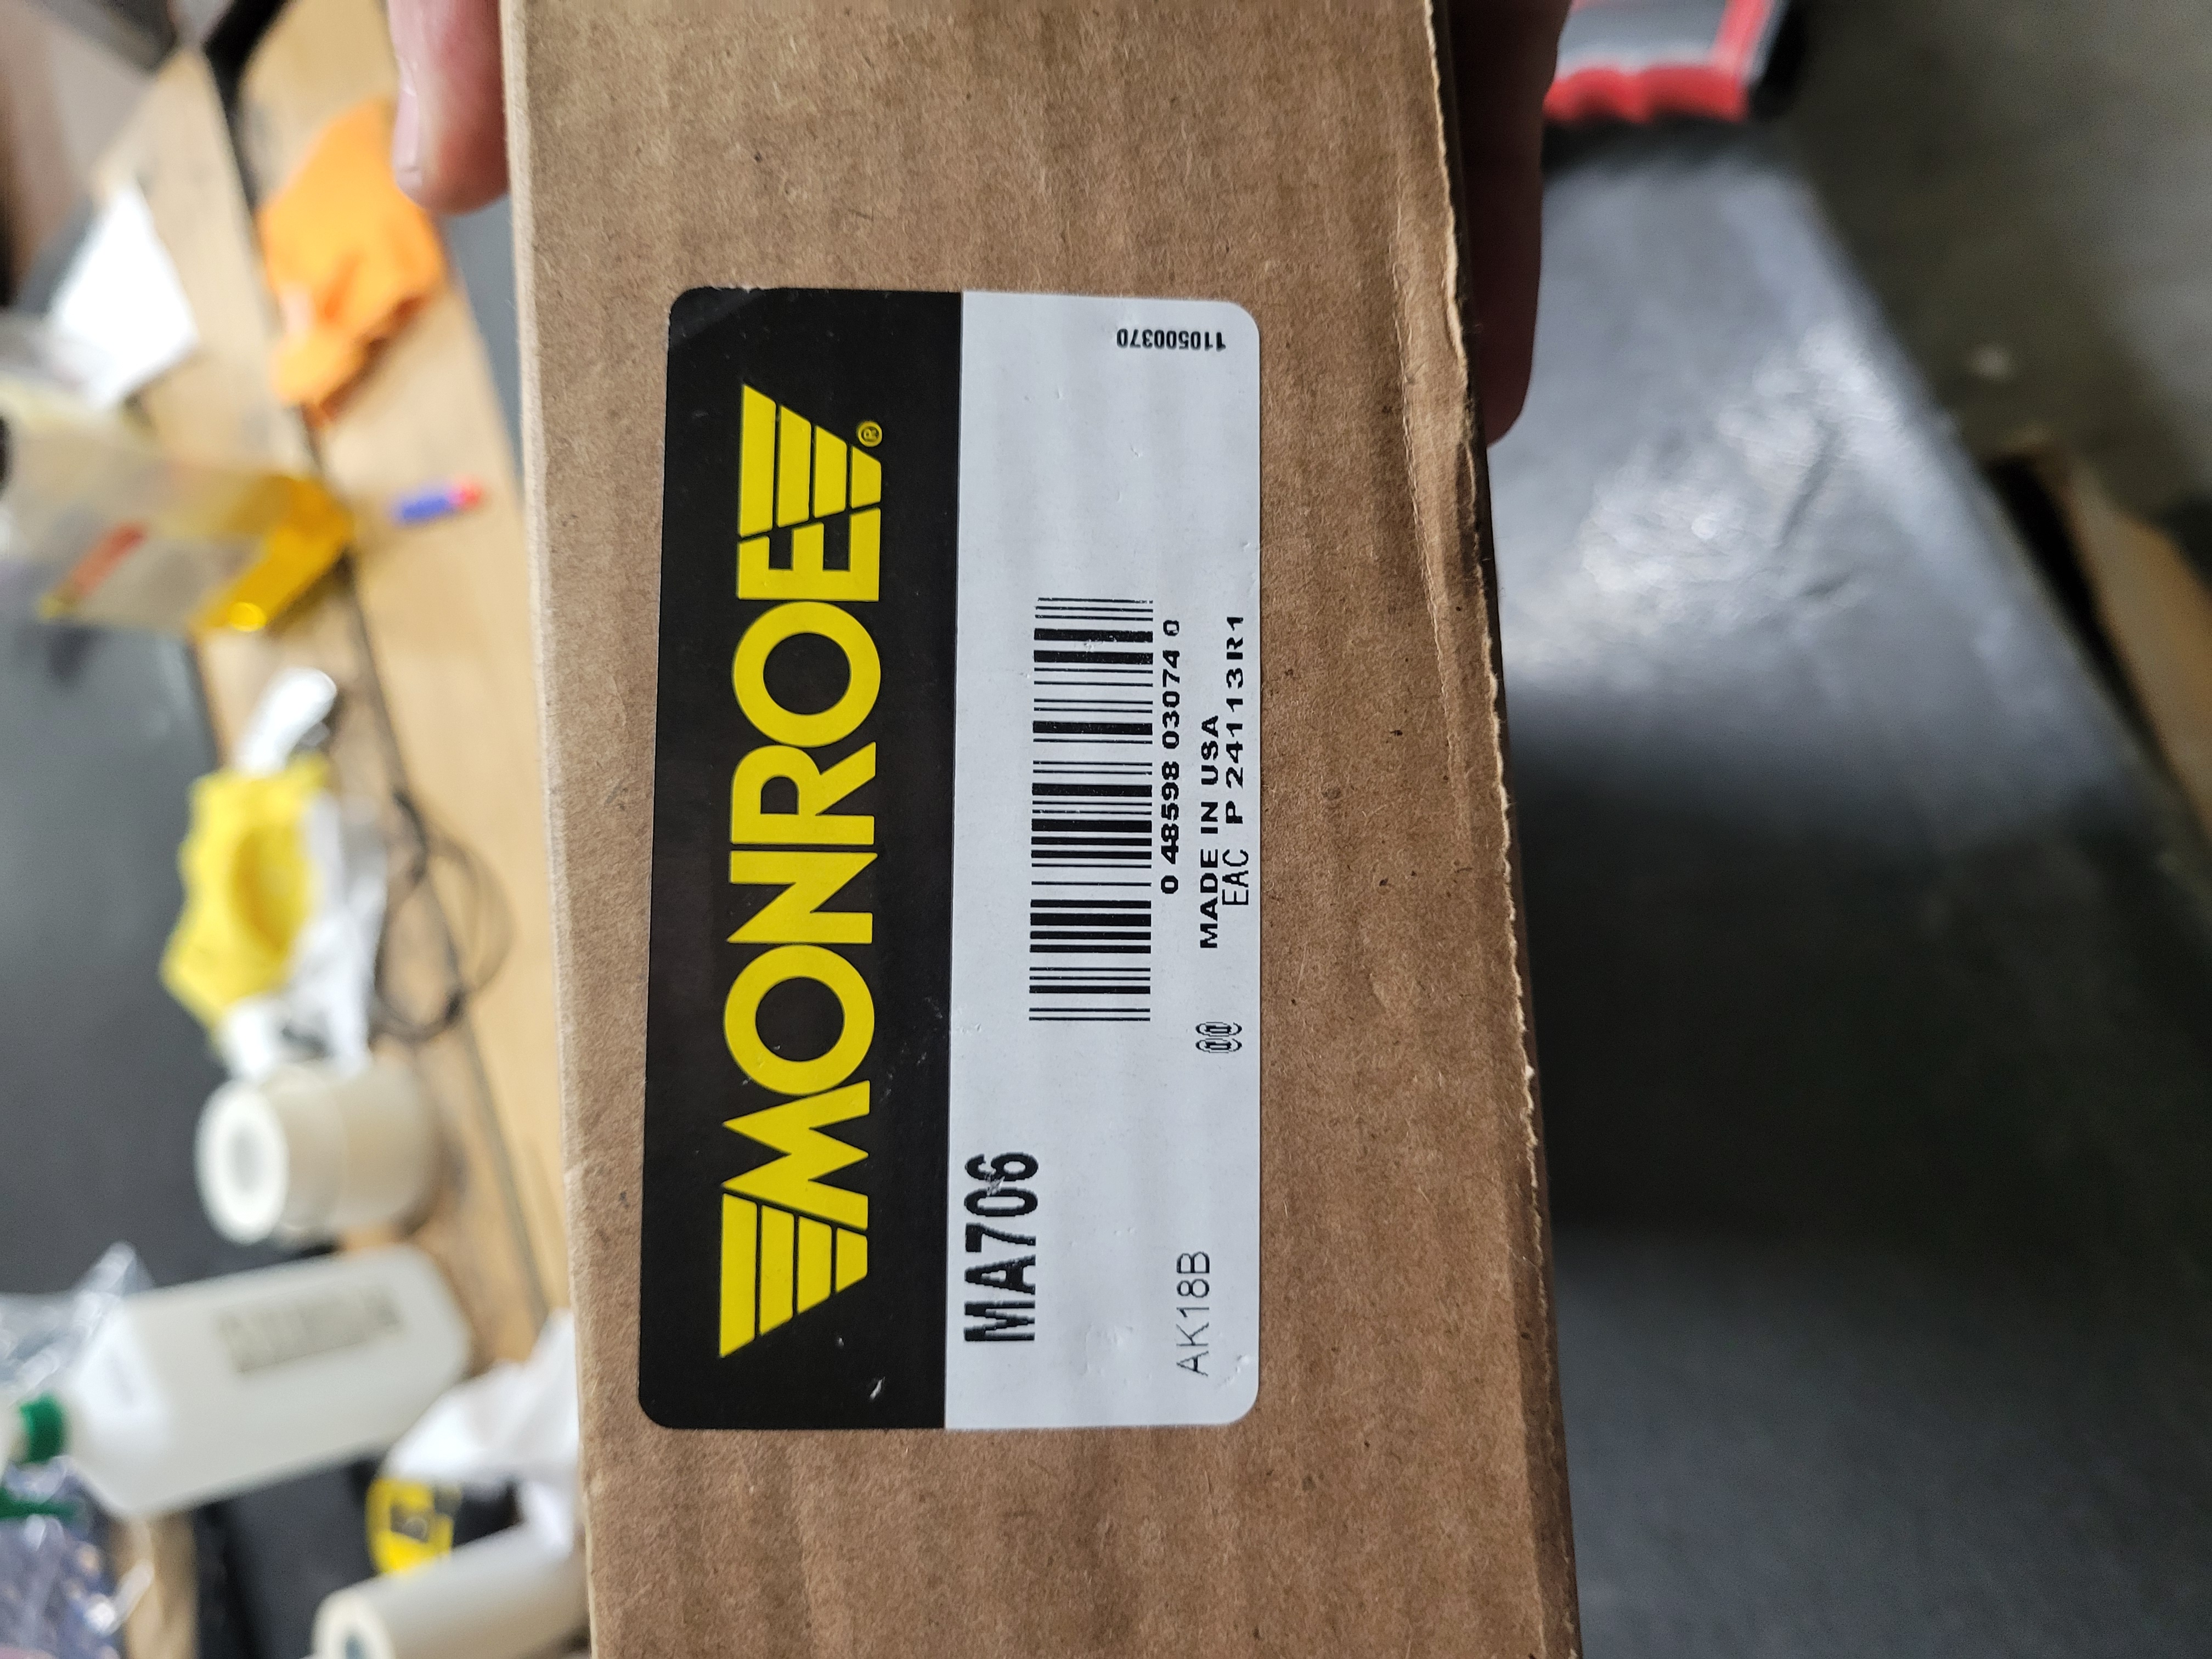 MONROE®
MA706
0 48598 03074 0
MADE IN USA
AK18B
EAC P 241113R1
110500370